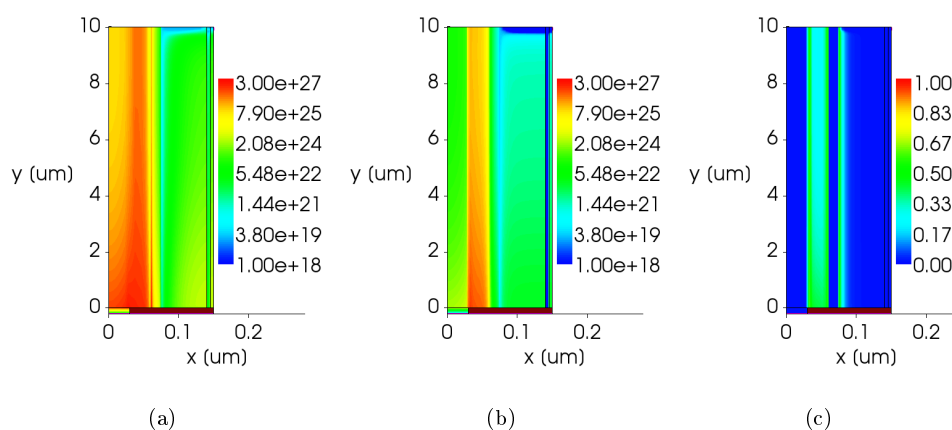 10
8
6
4
2
0
y (um)
0 0.1 0.2
x (um)
3.00e+27
7.90e+25
2.08e+24
5.48e+22
1.44e+21
3.80e+19
1.00e+18
(a)
10
8
6
4
2
0
y (um)
0 0.1 0.2
x (um)
3.00e+27
7.90e+25
2.08e+24
5.48e+22
1.44e+21
3.80e+19
1.00e+18
(b)
10
8
6
4
2
0
y (um)
0 0.1 0.2
x (um)
1.00
0.83
0.67
0.50
0.33
0.17
0.00
(c)